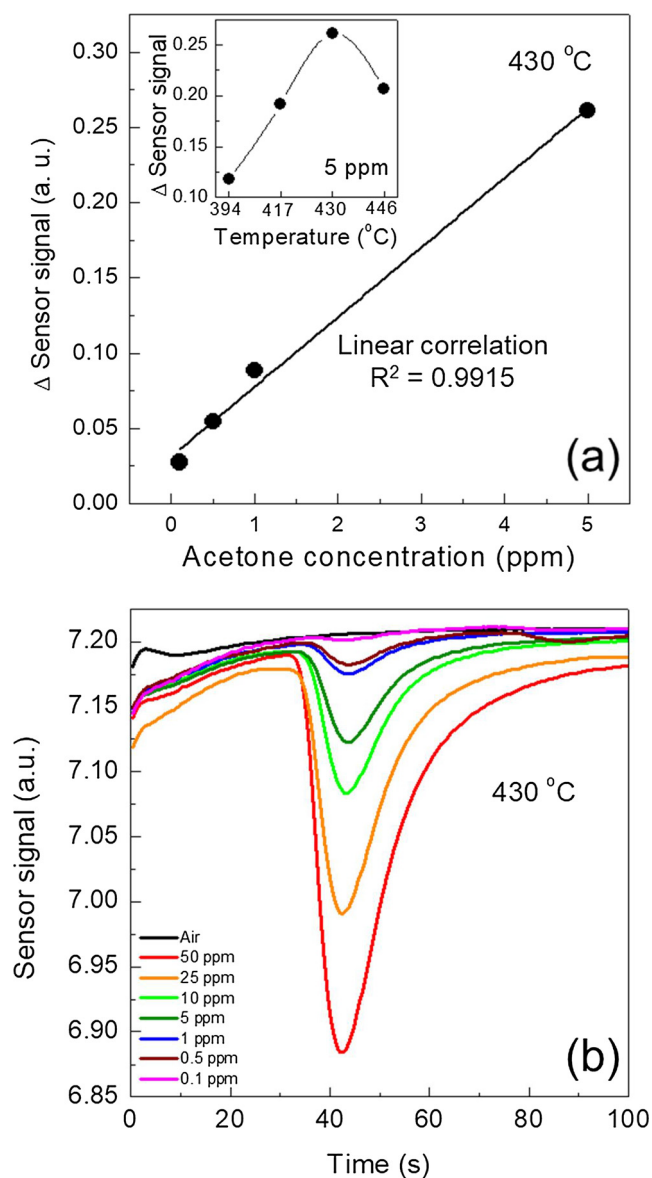 0.30
0.25
0.20
0.15
0.10
0.05
0.00
Δ Sensor signal (a. u.)
430 °C
0.25
0.20
0.15
0.10
Δ Sensor signal
5 ppm
394 417 430 446
Temperature (°C)
Linear correlation
R² = 0.9915
(a)
0 1 2 3 4 5
Acetone concentration (ppm)
7.20
7.15
7.10
7.05
7.00
6.95
6.90
6.85
Sensor signal (a.u.)
430 °C
Air
50 ppm
25 ppm
10 ppm
5 ppm
1 ppm
0.5 ppm
0.1 ppm
(b)
0 20 40 60 80 100
Time (s)